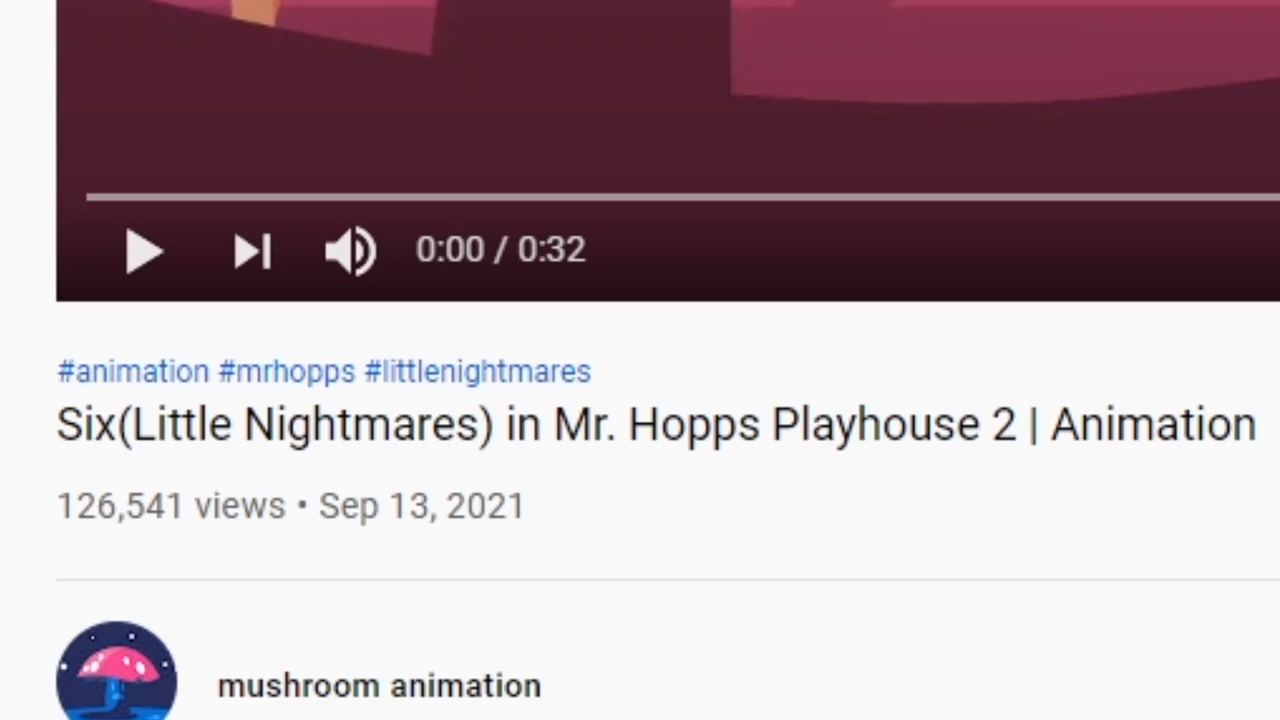 0:00 / 0:32
#animation #mrhopps #littlenightmares
Six(Little Nightmares) in Mr. Hopps Playhouse 2 | Animation
126,541 views • Sep 13, 2021
mushroom animation